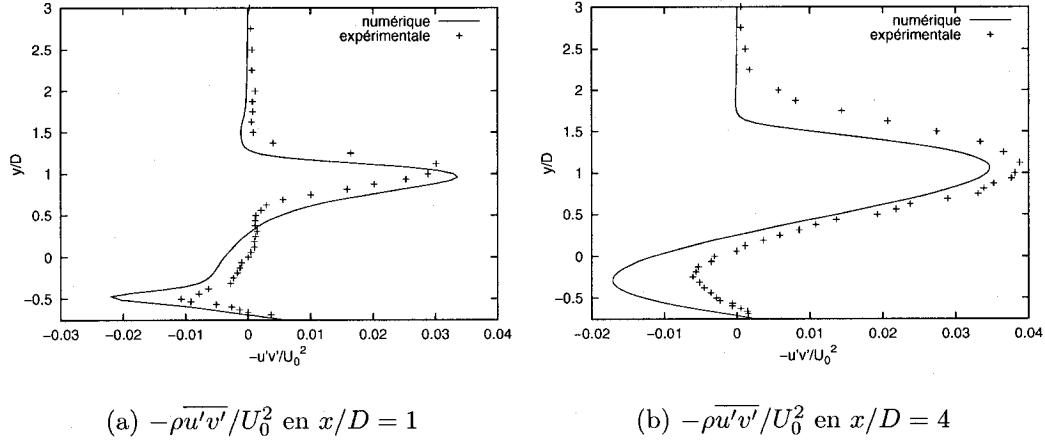 numérique
expérimentale
3
2.5
2
1.5
1
0.5
0
−0.5
y/D
−0.03 −0.02 −0.01 0 0.01 0.02 0.03 0.04
−u'v'/U₀²
(a) −ρu'v'/U₀² en x/D = 1
numérique
expérimentale
3
2.5
2
1.5
1
0.5
0
−0.5
y/D
−0.02 −0.01 0 0.01 0.02 0.03 0.04
−u'v'/U₀²
(b) −ρu'v'/U₀² en x/D = 4